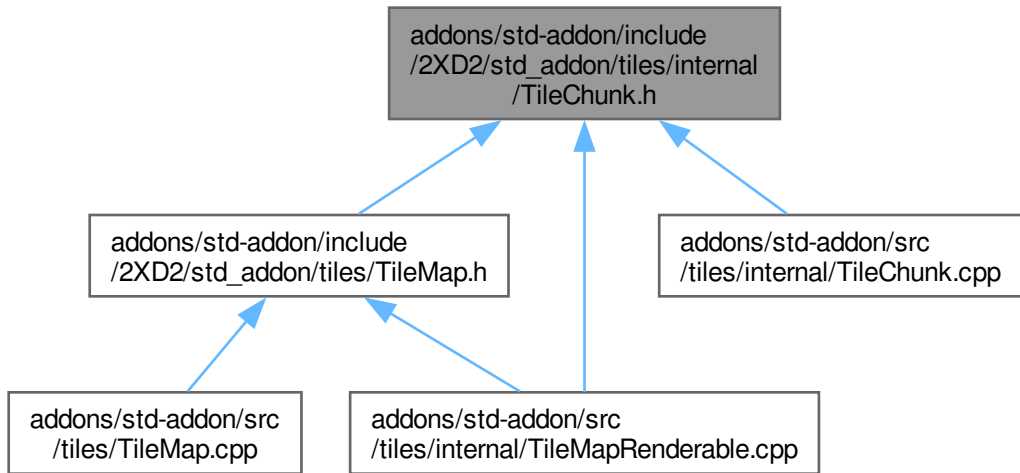 addons/std-addon/include
/2XD2/std_addon/tiles/internal
/TileChunk.h
addons/std-addon/include
/2XD2/std_addon/tiles/TileMap.h
addons/std-addon/src
/tiles/internal/TileChunk.cpp
addons/std-addon/src
/tiles/TileMap.cpp
addons/std-addon/src
/tiles/internal/TileMapRenderable.cpp